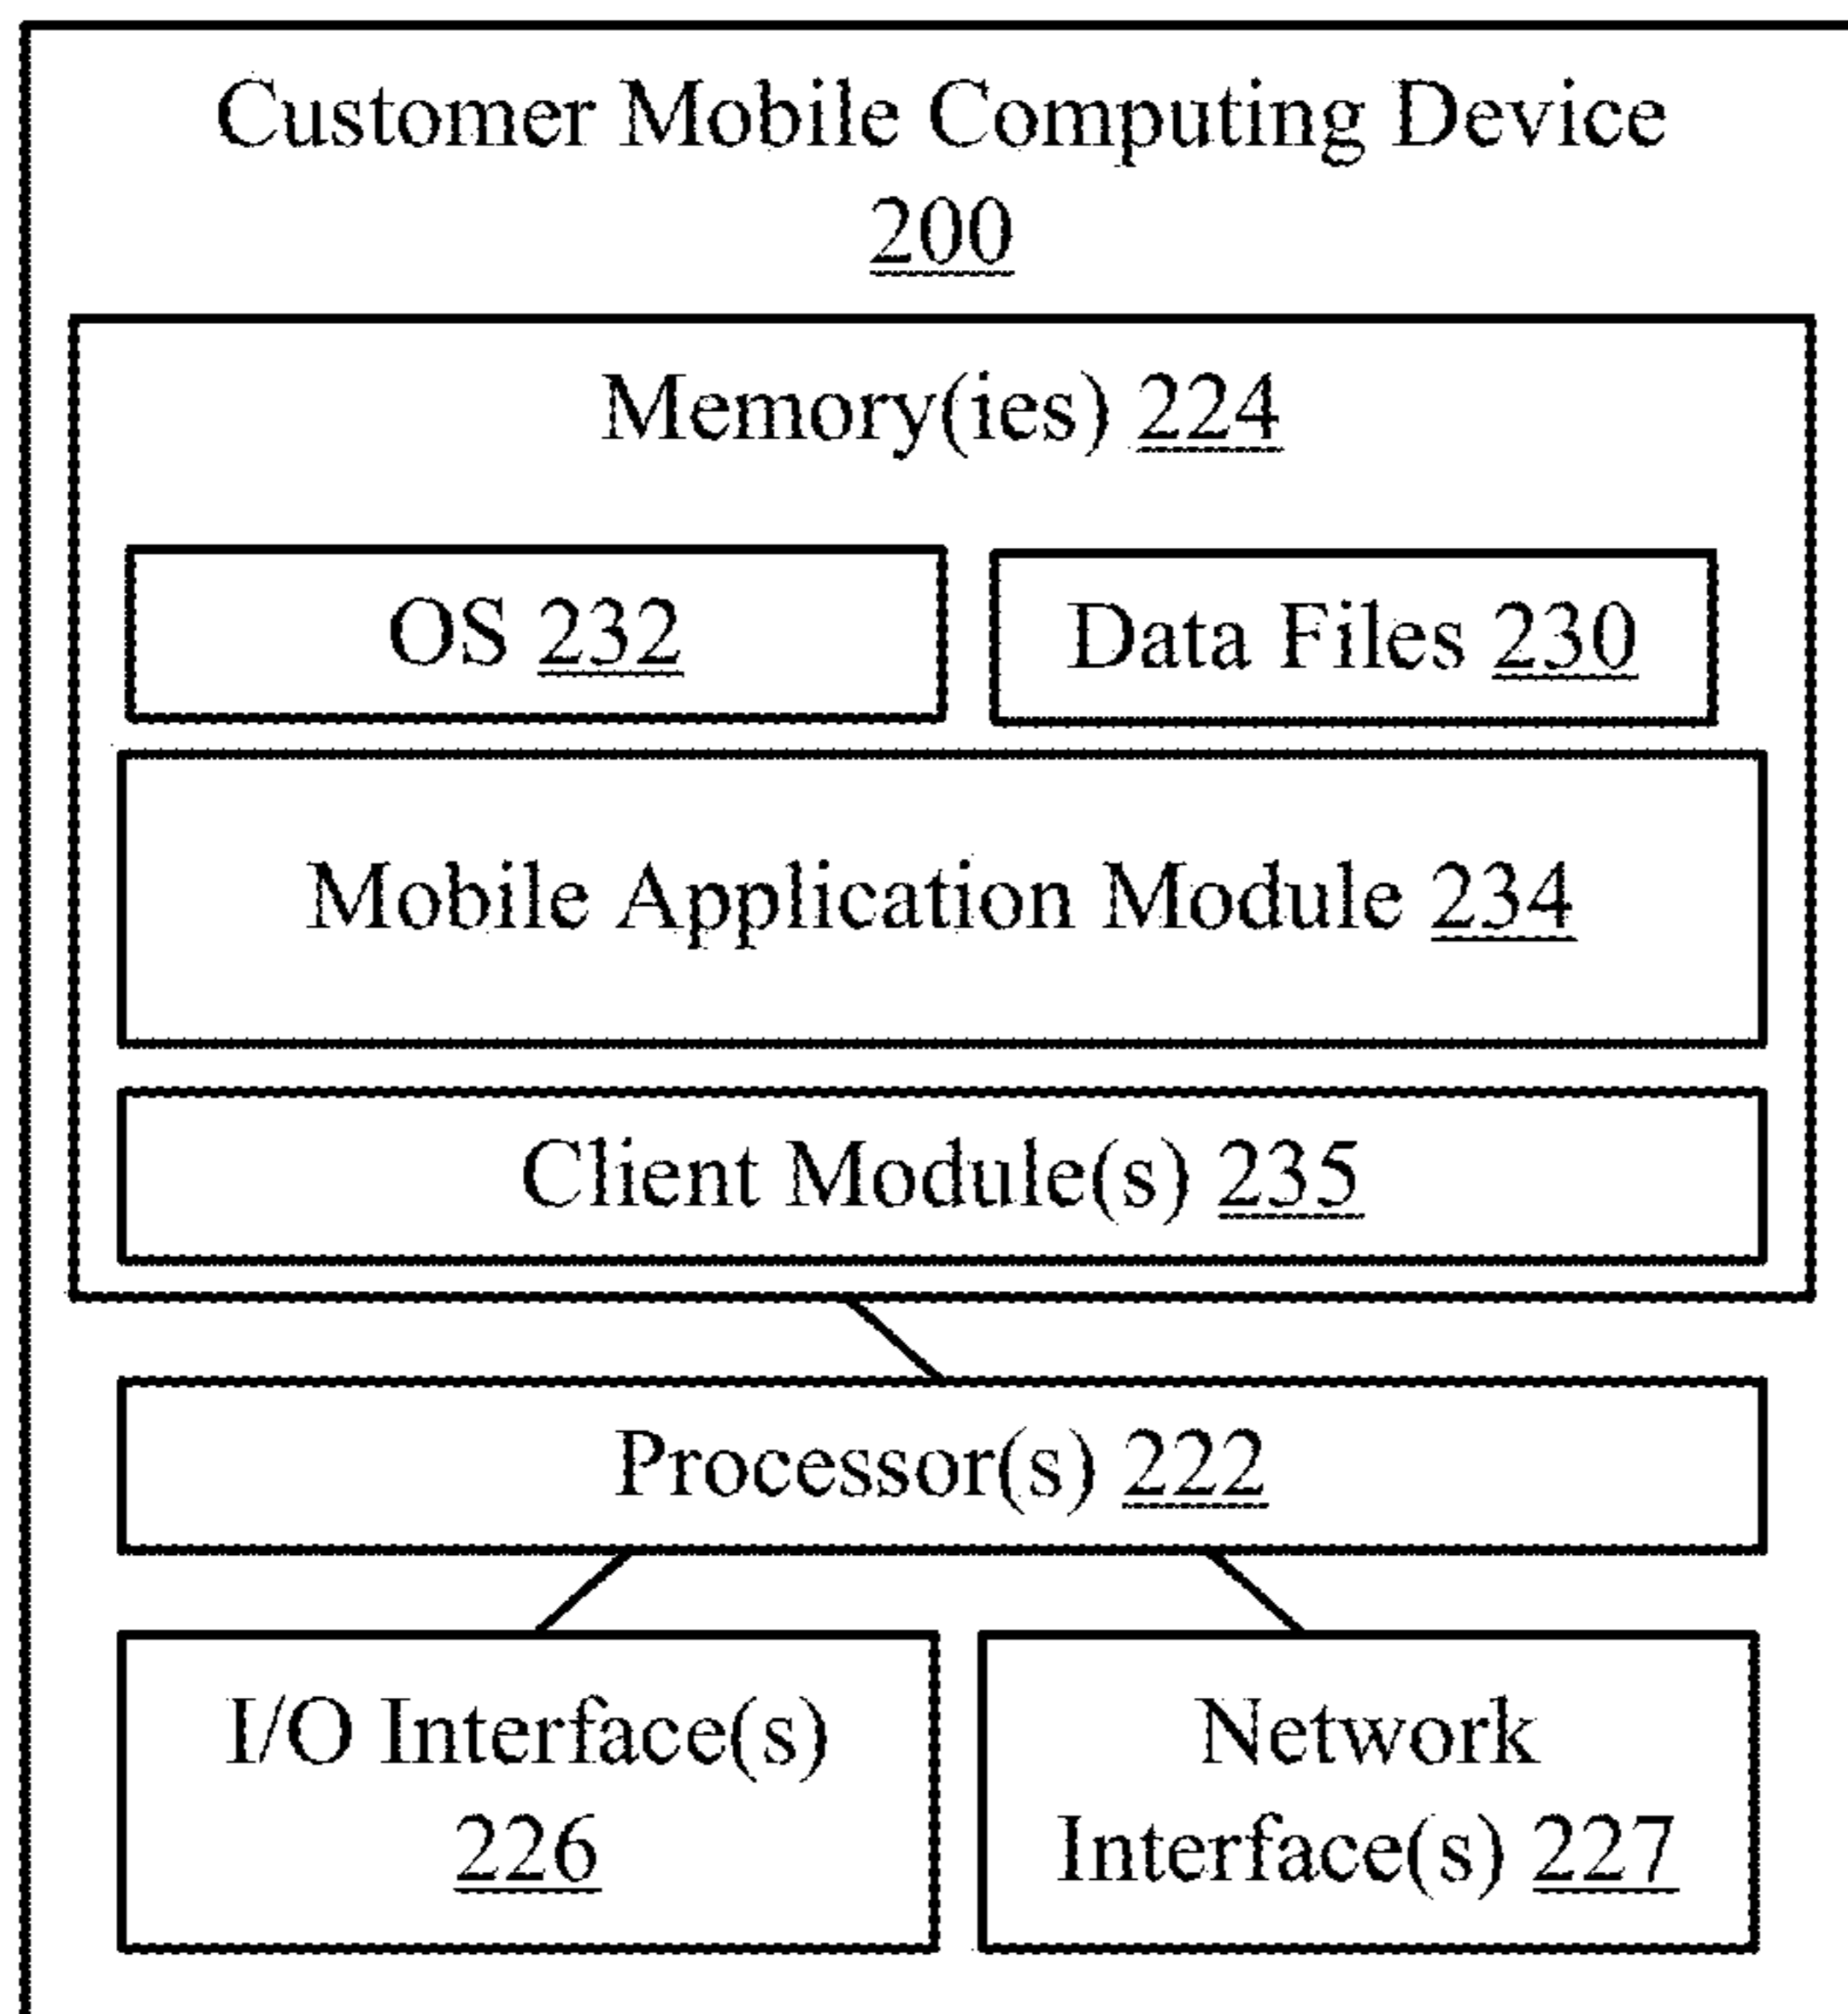 Customer Mobile Computing Device
200
Memory(ies) 224
OS 232
Data Files 230
Mobile Application Module 234
Client Module(s) 235
Processor(s) 222
I/O Interface(s)
226
Network
Interface(s) 227